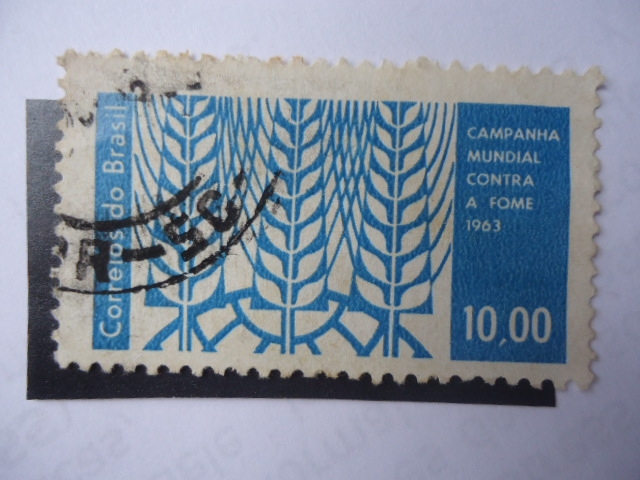 Correios do Brasil
CAMPANHA
MUNDIAL
CONTRA
A FOME
1963
10,00